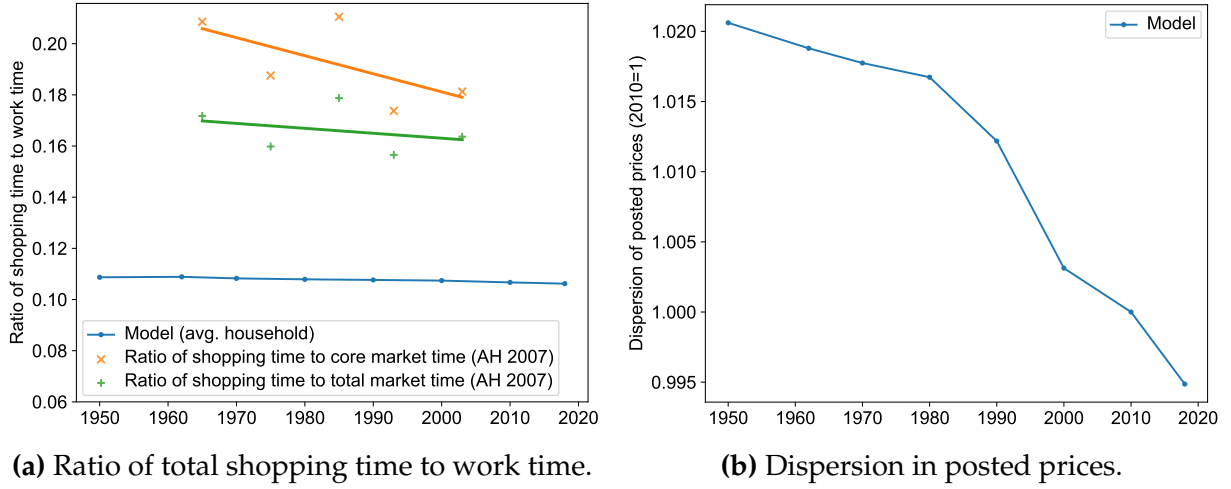 Ratio of shopping time to work time
0.20
0.18
0.16
0.14
0.12
0.10
0.08
0.06
Model (avg. household)
Ratio of shopping time to core market time (AH 2007)
Ratio of shopping time to total market time (AH 2007)
1950 1960 1970 1980 1990 2000 2010 2020
(a) Ratio of total shopping time to work time.
Dispersion of posted prices (2010=1)
Model
1.020
1.015
1.010
1.005
1.000
0.995
1950 1960 1970 1980 1990 2000 2010 2020
(b) Dispersion in posted prices.